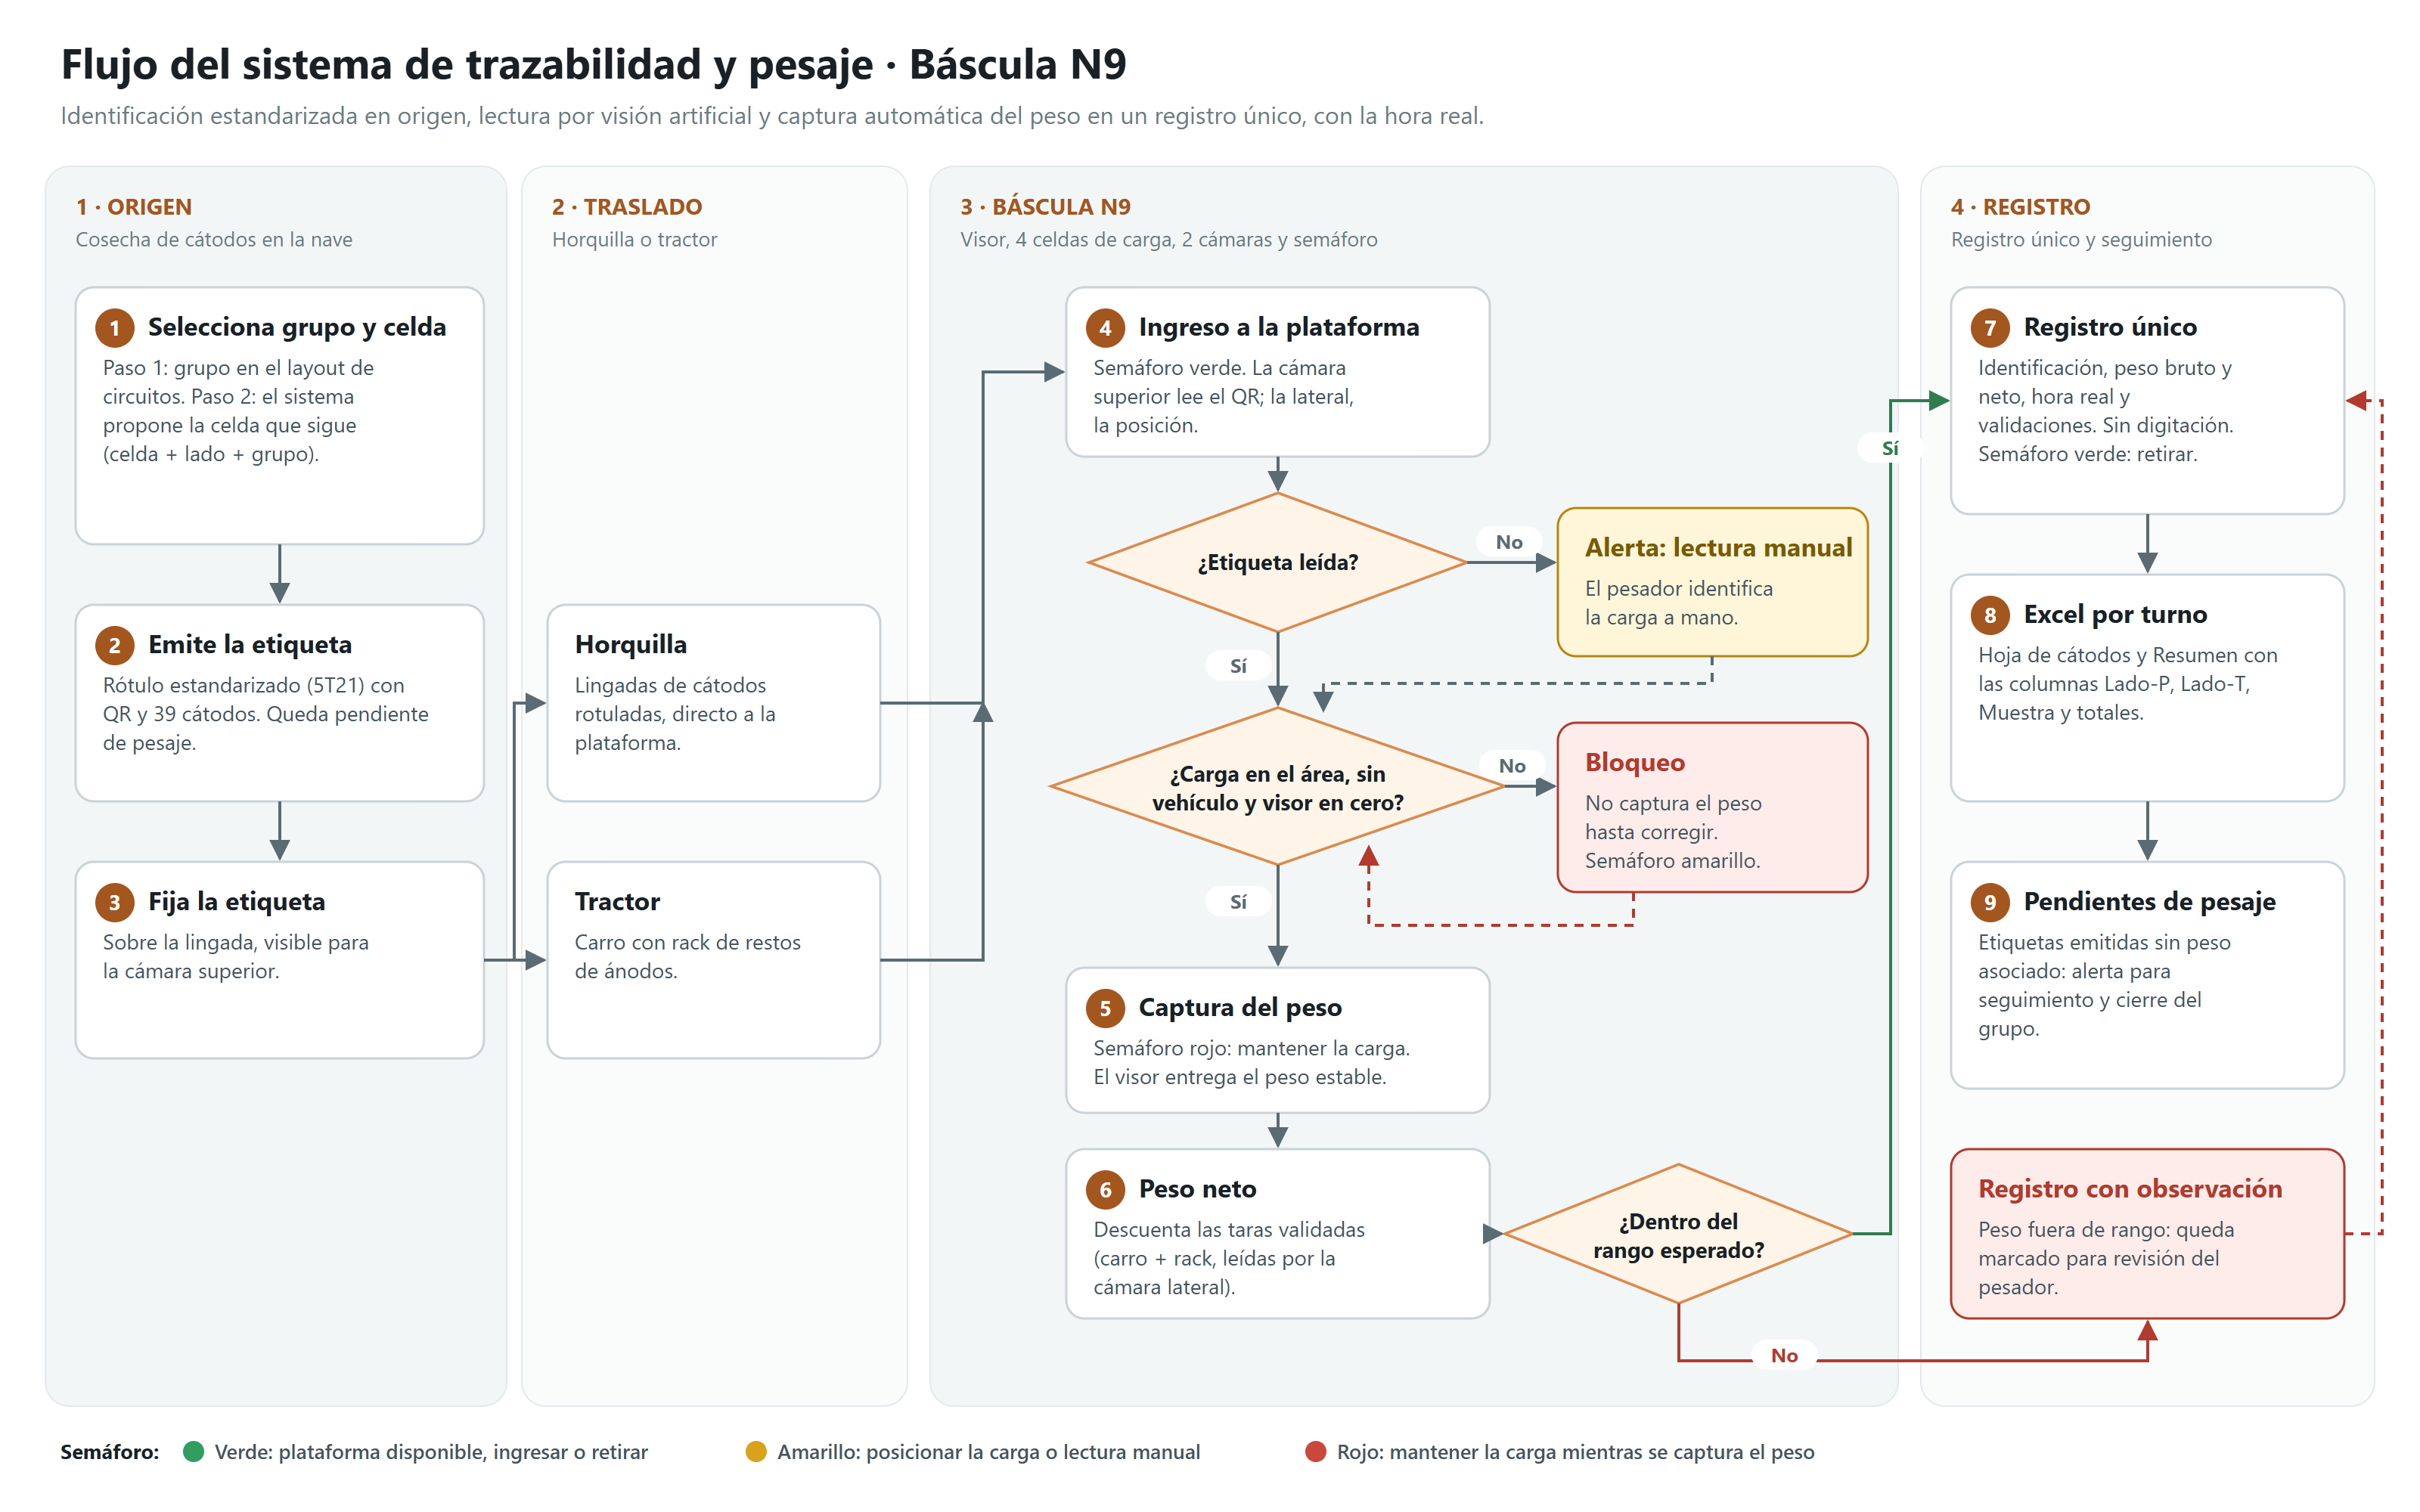 Flujo del sistema de trazabilidad y pesaje · Báscula N9
Identificación estandarizada en origen, lectura por visión artificial y captura automática del peso en un registro único, con la hora real.
1 · ORIGEN
Cosecha de cátodos en la nave
1 Selecciona grupo y celda
Paso 1: grupo en el layout de
circuitos. Paso 2: el sistema
propone la celda que sigue
(celda + lado + grupo).
2 Emite la etiqueta
Rótulo estandarizado (5T21) con
QR y 39 cátodos. Queda pendiente
de pesaje.
3 Fija la etiqueta
Sobre la lingada, visible para
la cámara superior.
2 · TRASLADO
Horquilla o tractor
Horquilla
Lingadas de cátodos
rotuladas, directo a la
plataforma.
Tractor
Carro con rack de restos
de ánodos.
3 · BÁSCULA N9
Visor, 4 celdas de carga, 2 cámaras y semáforo
4 Ingreso a la plataforma
Semáforo verde. La cámara
superior lee el QR; la lateral,
la posición.
¿Etiqueta leída?
No
Alerta: lectura manual
El pesador identifica
la carga a mano.
Sí
¿Carga en el área, sin
vehículo y visor en cero?
No
Bloqueo
No captura el peso
hasta corregir.
Semáforo amarillo.
Sí
5 Captura del peso
Semáforo rojo: mantener la carga.
El visor entrega el peso estable.
6 Peso neto
Descuenta las taras validadas
(carro + rack, leídas por la
cámara lateral).
¿Dentro del
rango esperado?
Sí
No
4 · REGISTRO
Registro único y seguimiento
7 Registro único
Identificación, peso bruto y
neto, hora real y
validaciones. Sin digitación.
Semáforo verde: retirar.
8 Excel por turno
Hoja de cátodos y Resumen con
las columnas Lado-P, Lado-T,
Muestra y totales.
9 Pendientes de pesaje
Etiquetas emitidas sin peso
asociado: alerta para
seguimiento y cierre del
grupo.
Registro con observación
Peso fuera de rango: queda
marcado para revisión del
pesador.
Semáforo:
Verde: plataforma disponible, ingresar o retirar
Amarillo: posicionar la carga o lectura manual
Rojo: mantener la carga mientras se captura el peso